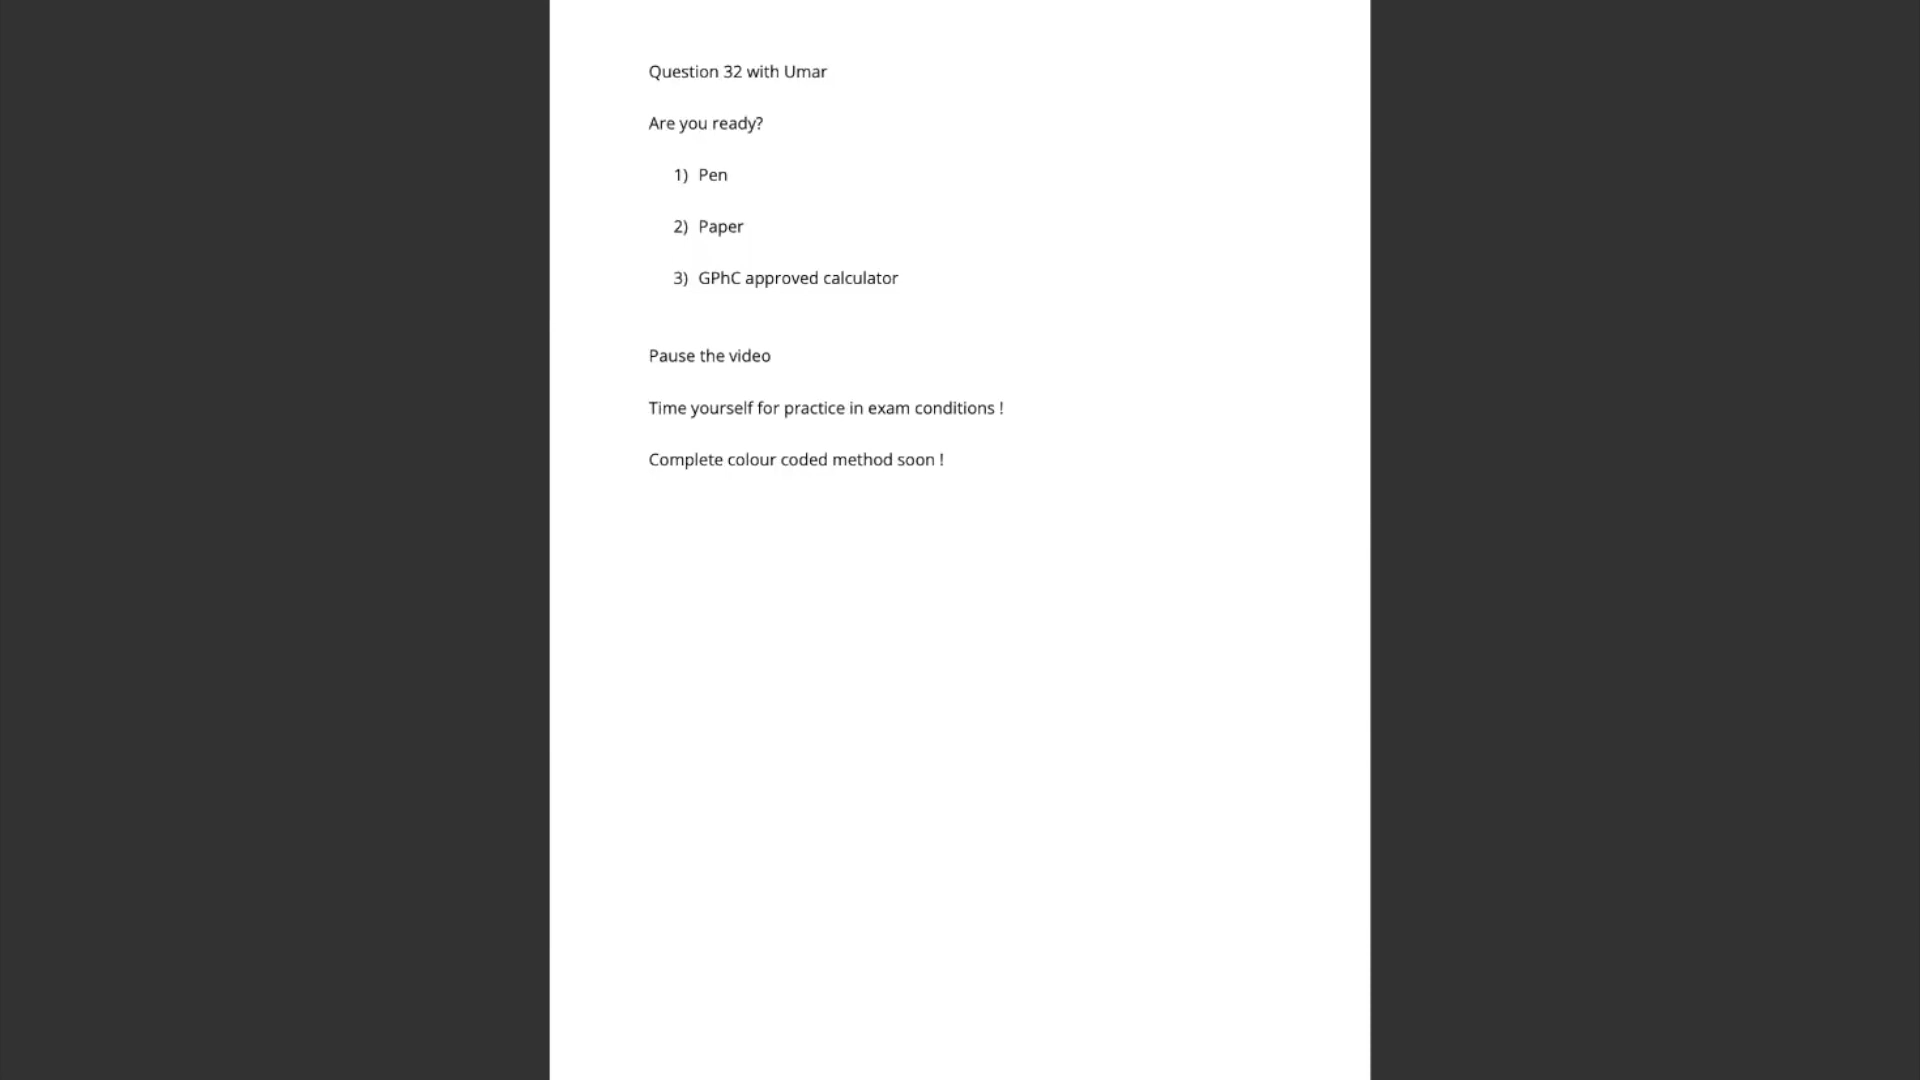 Question 32 with Umar
Are you ready?
1) Pen
2) Paper
3) GPhC approved calculator
Pause the video
Time yourself for practice in exam conditions !
Complete colour coded method soon !